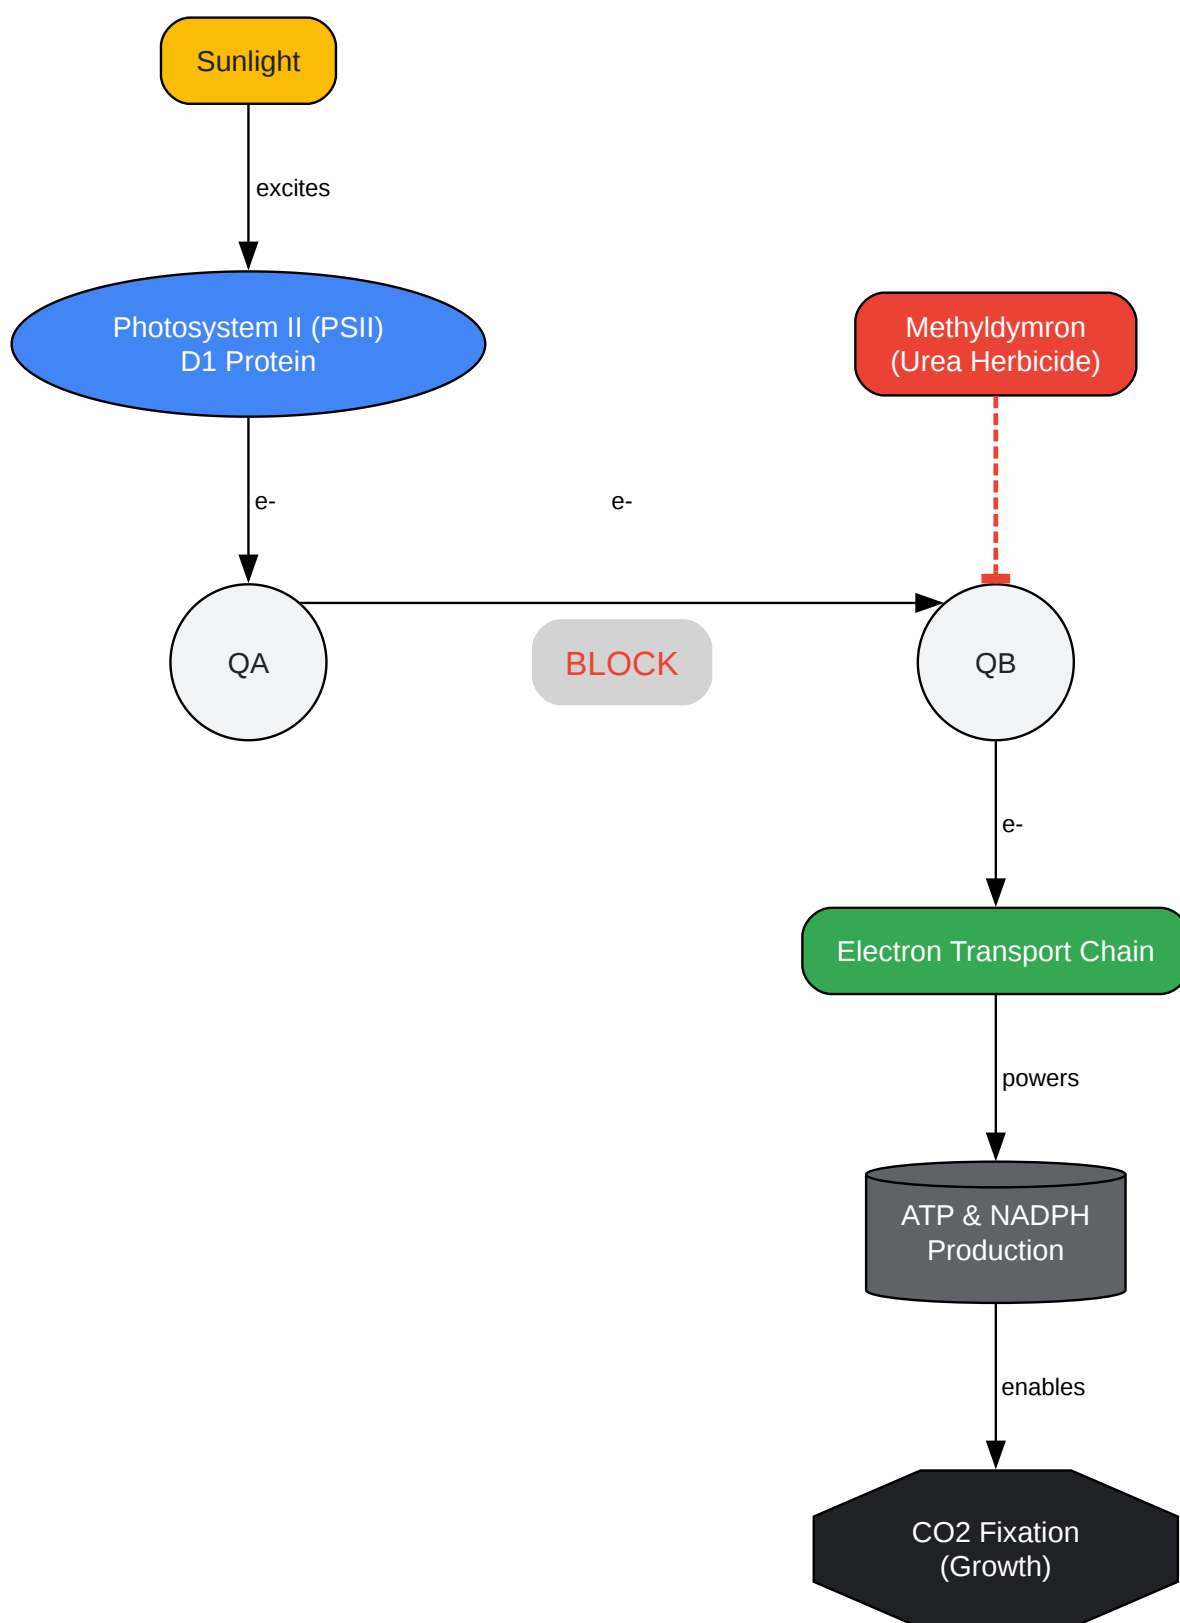 Sunlight
excites
Photosystem II (PSII)
D1 Protein
Methyldymron
(Urea Herbicide)
e-
e-
QA
BLOCK
QB
e-
Electron Transport Chain
powers
ATP & NADPH
Production
enables
CO2 Fixation
(Growth)